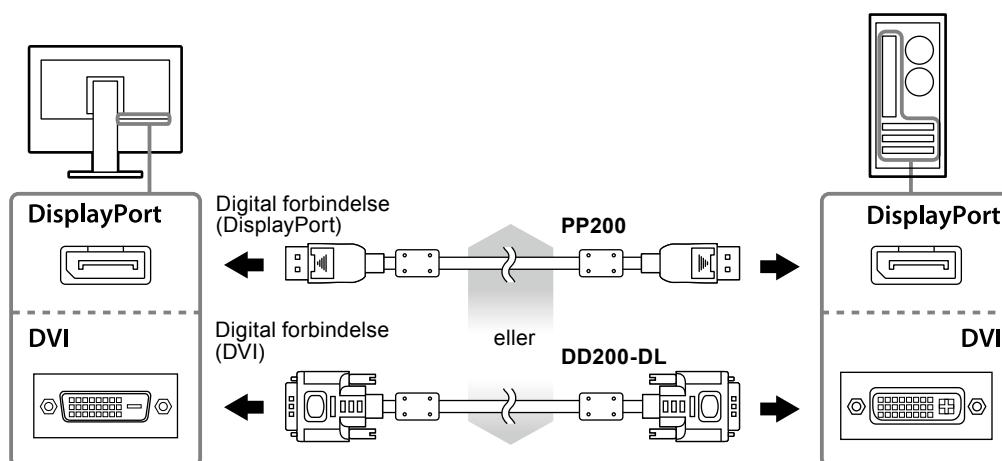 DisplayPort
Digital forbindelse
(DisplayPort)
PP200
DisplayPort
eller
DVI
Digital forbindelse
(DVI)
DD200-DL
DVI